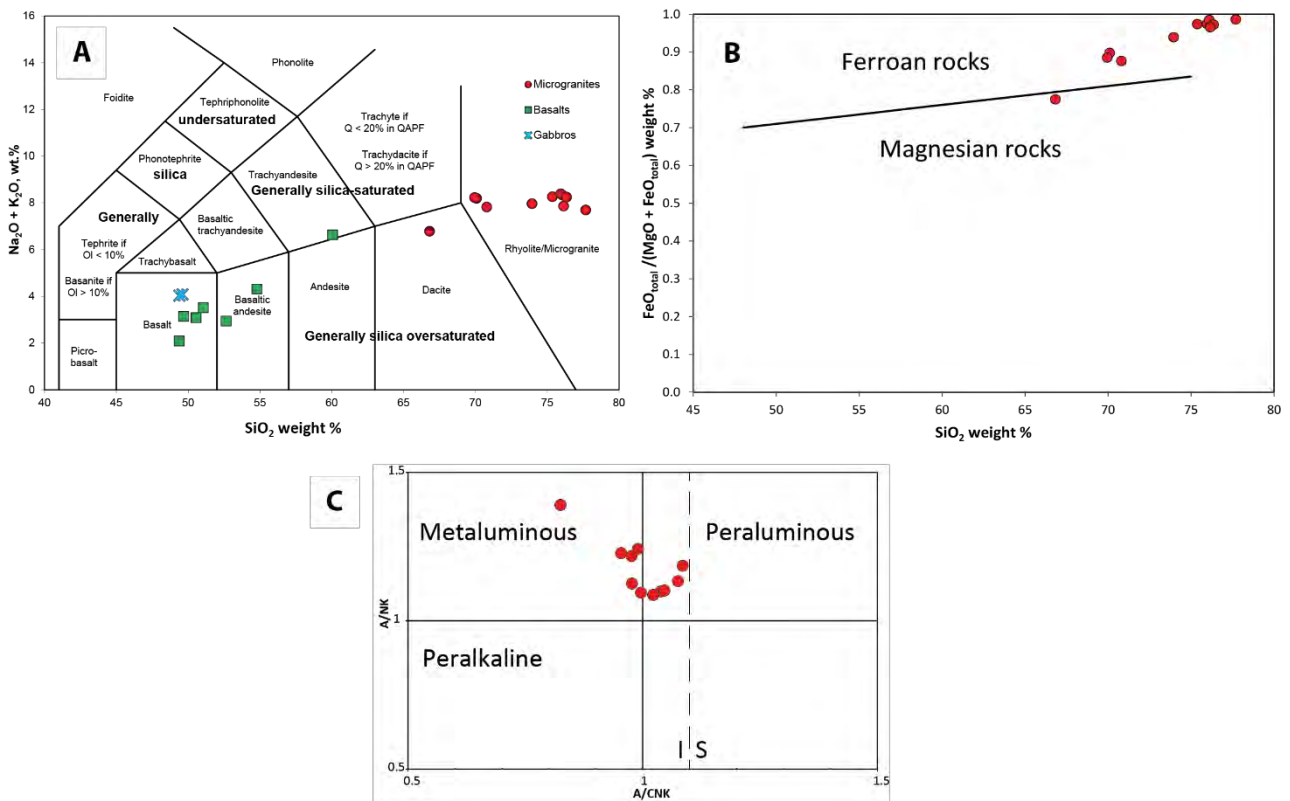 A
Na₂O + K₂O, wt.%
16
14
12
10
8
6
4
2
0
40
45
50
55
60
65
70
75
80
SiO₂ weight %
Foidite
Phonolite
Tephriphonolite
undersaturated
Phonotephrite
silica
Generally
Tephrite if
Ol < 10%
Basanite if
Ol > 10%
Picro-
basalt
Trachybasalt
Basalt
Basaltic
trachyandesite
Trachyandesite
Generally silica-saturated
Trachyte if
Q < 20% in QAPF
Trachydacite if
Q > 20% in QAPF
Basaltic
andesite
Andesite
Dacite
Generally silica oversaturated
Rhyolite/Microgranite
Microgranites
Basalts
Gabbros
B
FeOtotal /(MgO + FeOtotal) weight %
1.0
0.9
0.8
0.7
0.6
0.5
0.4
0.3
0.2
0.1
0.0
45
50
55
60
65
70
75
80
SiO₂ weight %
Ferroan rocks
Magnesian rocks
C
1.5
1
0.5
A/NK
Metaluminous
Peraluminous
Peralkaline
I S
0.5
1
1.5
A/CNK